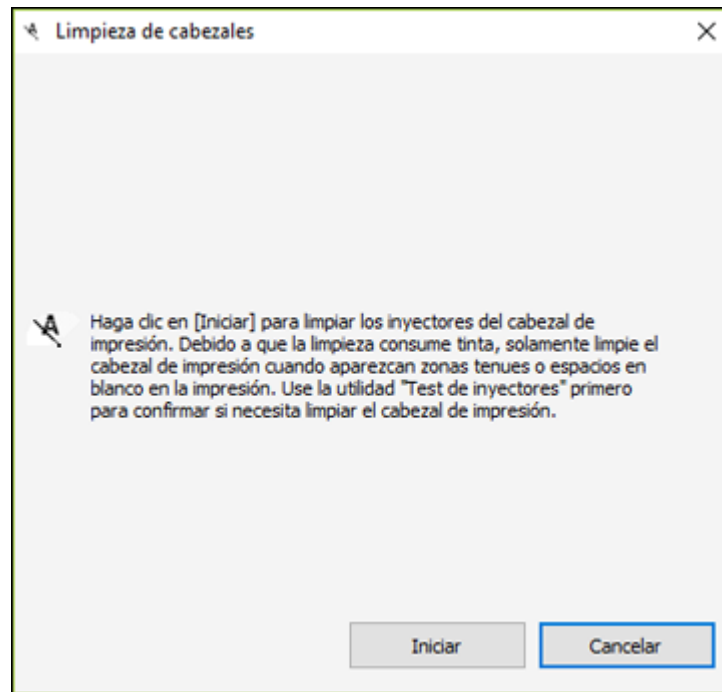 Limpieza de cabezales
Haga clic en [Iniciar] para limpiar los inyectores del cabezal de
impresión. Debido a que la limpieza consume tinta, solamente limpie el
cabezal de impresión cuando aparezcan zonas tenues o espacios en
blanco en la impresión. Use la utilidad "Test de inyectores" primero
para confirmar si necesita limpiar el cabezal de impresión.
Iniciar
Cancelar